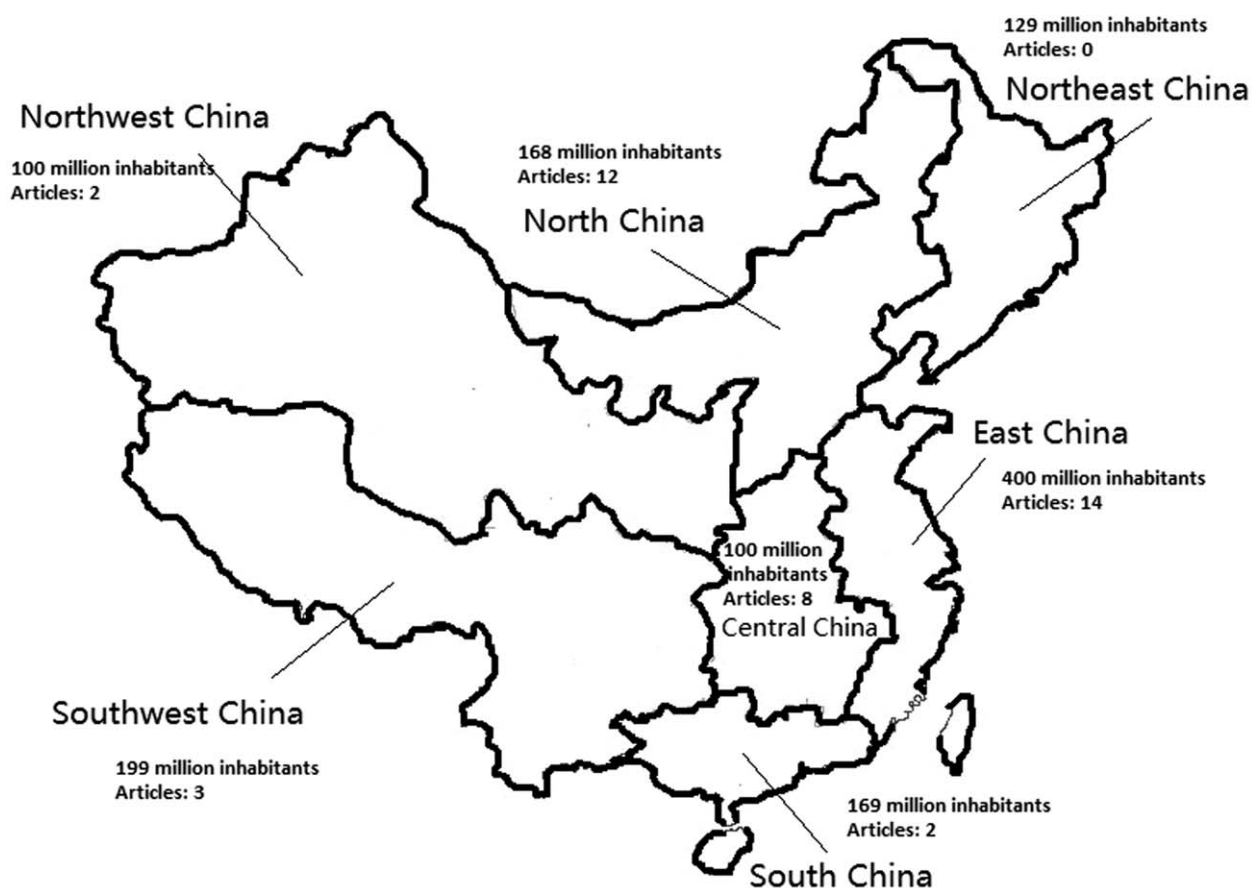 129 million inhabitants
Articles: 0
Northeast China
Northwest China
100 million inhabitants
Articles: 2
168 million inhabitants
Articles: 12
North China
East China
400 million inhabitants
Articles: 14
100 million
inhabitants
Articles: 8
Central China
Southwest China
199 million inhabitants
Articles: 3
169 million inhabitants
Articles: 2
South China